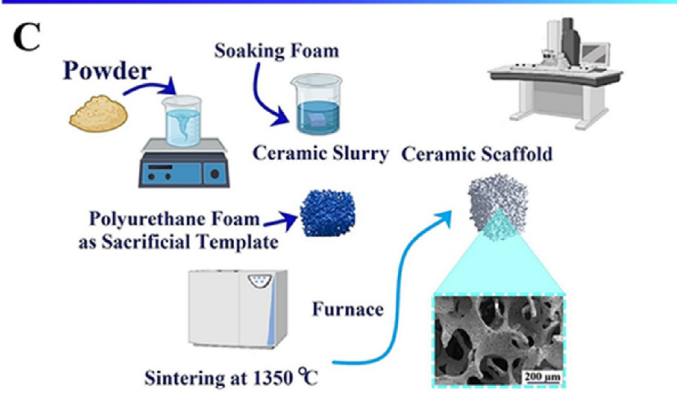 C
Soaking Foam
Powder
Ceramic Slurry
Ceramic Scaffold
Polyurethane Foam
as Sacrificial Template
Furnace
Sintering at 1350 °C
200 μm